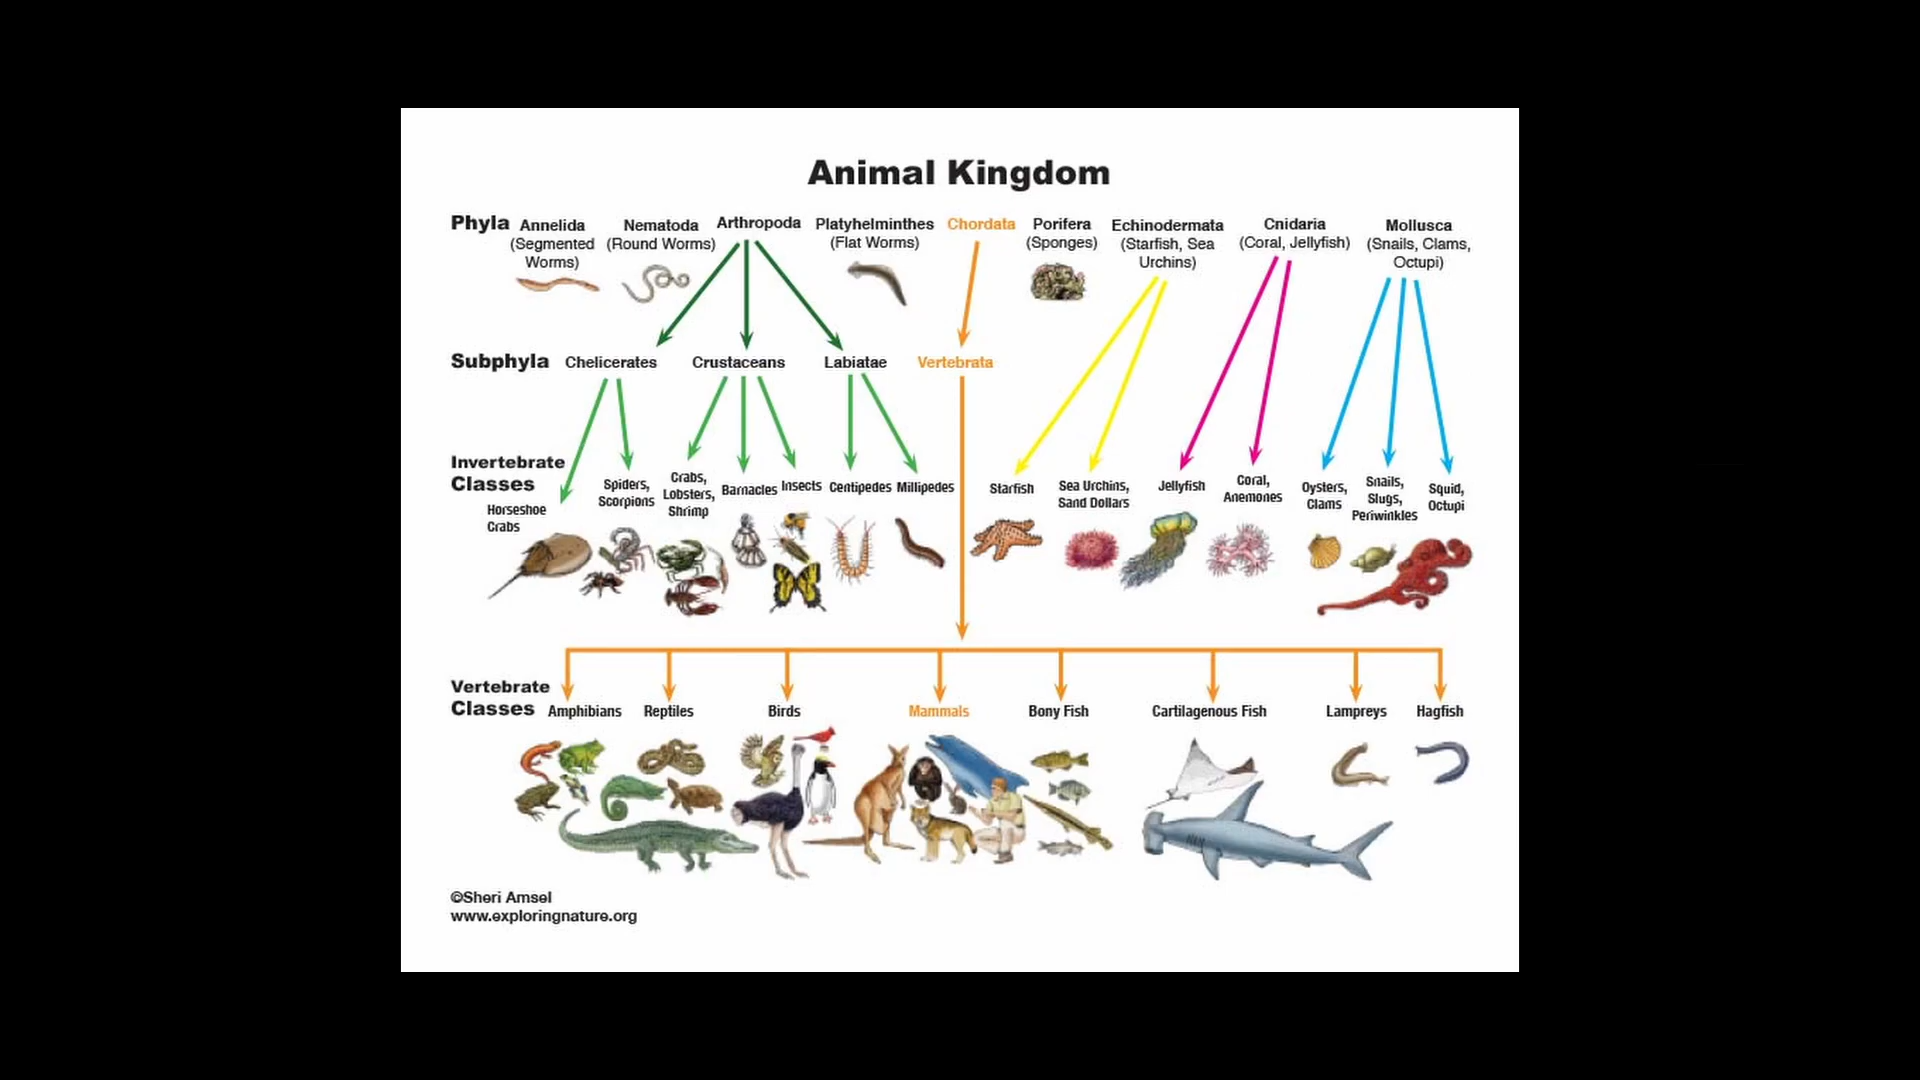 Animal Kingdom
Phyla
Annelida
(Segmented
Worms)
Nematoda
(Round Worms)
Arthropoda
Platyhelminthes
(Flat Worms)
Chordata
Porifera
(Sponges)
Echinodermata
(Starfish, Sea
Urchins)
Cnidaria
(Coral, Jellyfish)
Mollusca
(Snails, Clams,
Octupi)
Subphyla
Chelicerates
Crustaceans
Labiatae
Vertebrata
Invertebrate
Classes
Horseshoe
Crabs
Spiders,
Scorpions
Crabs,
Lobsters,
Shrimp
Barnacles
Insects
Centipedes
Millipedes
Starfish
Sea Urchins,
Sand Dollars
Jellyfish
Coral,
Anemones
Oysters,
Clams
Snails,
Slugs,
Periwinkles
Squid,
Octupi
Vertebrate
Classes
Amphibians
Reptiles
Birds
Mammals
Bony Fish
Cartilagenous Fish
Lampreys
Hagfish
©Sheri Amsel
www.exploringnature.org